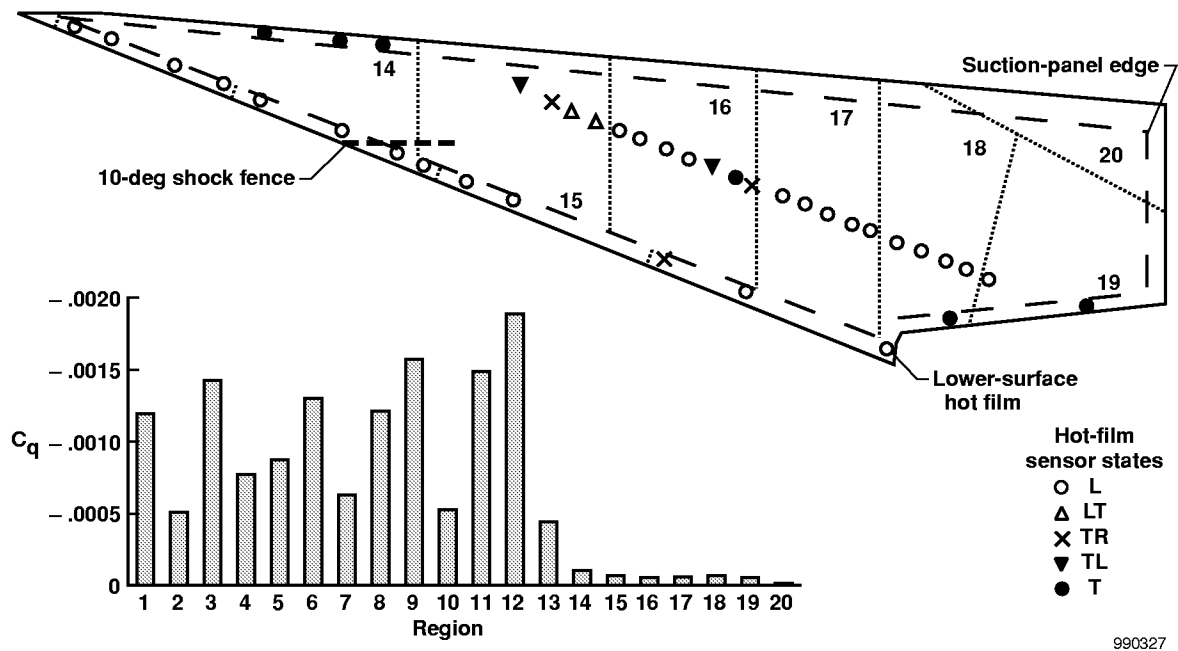 Suction-panel edge
14
16
17
18
20
10-deg shock fence
15
19
Lower-surface
hot film
– .0020
– .0015
– .0010
– .0005
0
Cq
1 2 3 4 5 6 7 8 9 10 11 12 13 14 15 16 17 18 19 20
Region
Hot-film
sensor states
L
LT
TR
TL
T
990327